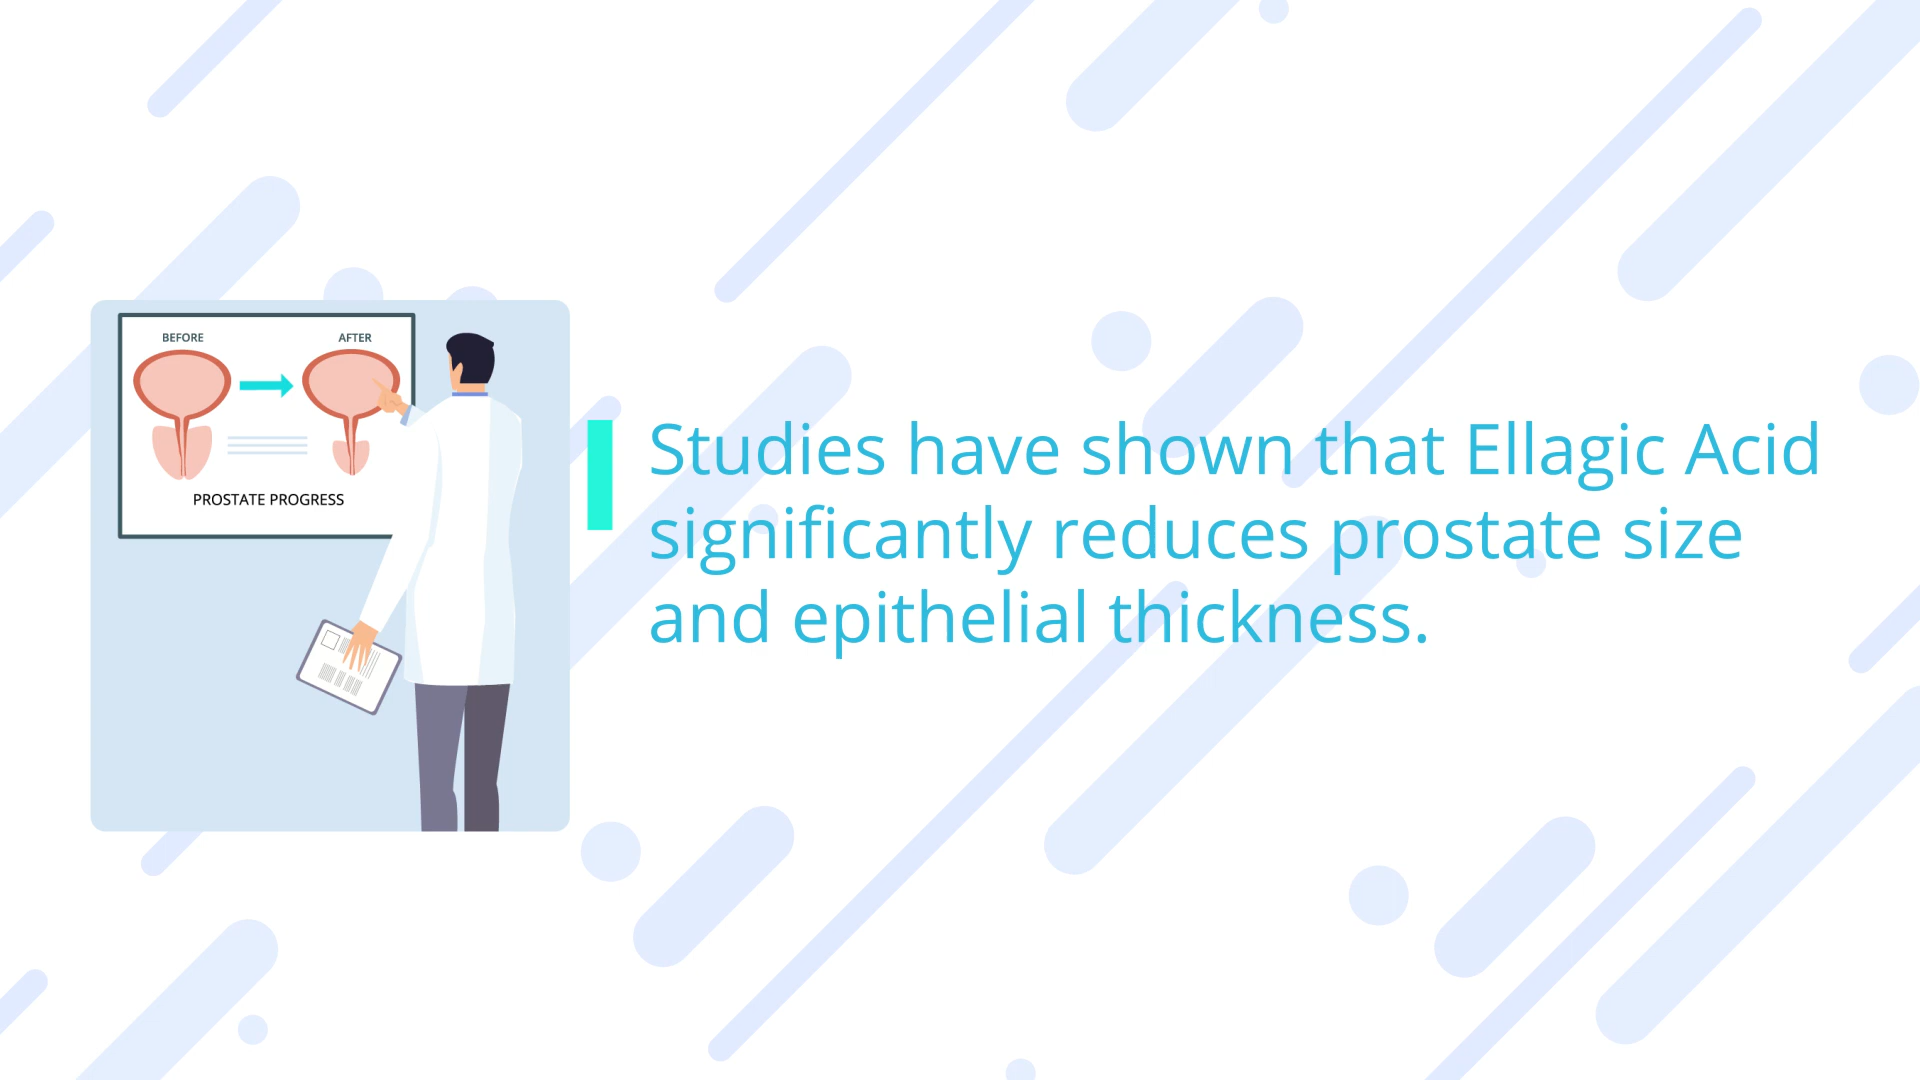 BEFORE
AFTER
PROSTATE PROGRESS
Studies have shown that Ellagic Acid
significantly reduces prostate size
and epithelial thickness.